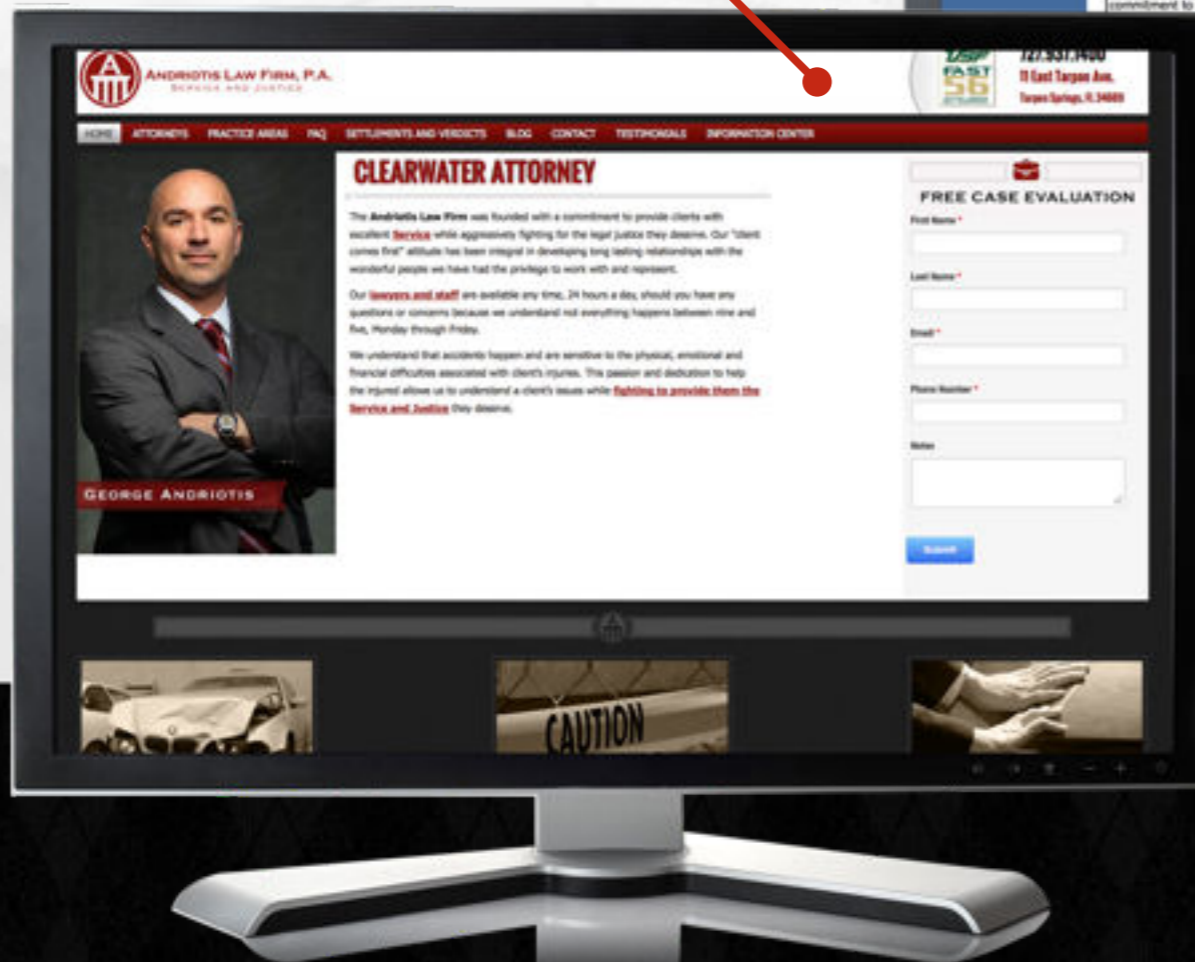 commitment to
ANDRIOTIS LAW FIRM, P.A.
SERVICE AND JUSTICE
USF
FAST
56
727.937.1400
11 East Tarpon Ave.
Tarpon Springs, Fl. 34689
HOME ATTORNEYS PRACTICE AREAS FAQ SETTLEMENTS AND VERDICTS BLOG CONTACT TESTIMONIALS INFORMATION CENTER
CLEARWATER ATTORNEY
The Andriotis Law Firm was founded with a commitment to provide clients with
excellent Service while aggressively fighting for the legal justice they deserve. Our "client
comes first" attitude has been integral in developing long lasting relationships with the
wonderful people we have had the privilege to work with and represent.
Our lawyers and staff are available any time, 24 hours a day, should you have any
questions or concerns because we understand not everything happens between nine and
five, Monday through Friday.
We understand that accidents happen and are sensitive to the physical, emotional and
financial difficulties associated with client's injuries. This passion and dedication to help
the injured allows us to understand a client's issues while fighting to provide them the
Service and Justice they deserve.
GEORGE ANDRIOTIS
FREE CASE EVALUATION
First Name *
Last Name *
Email *
Phone Number *
Notes
Submit
CAUTION